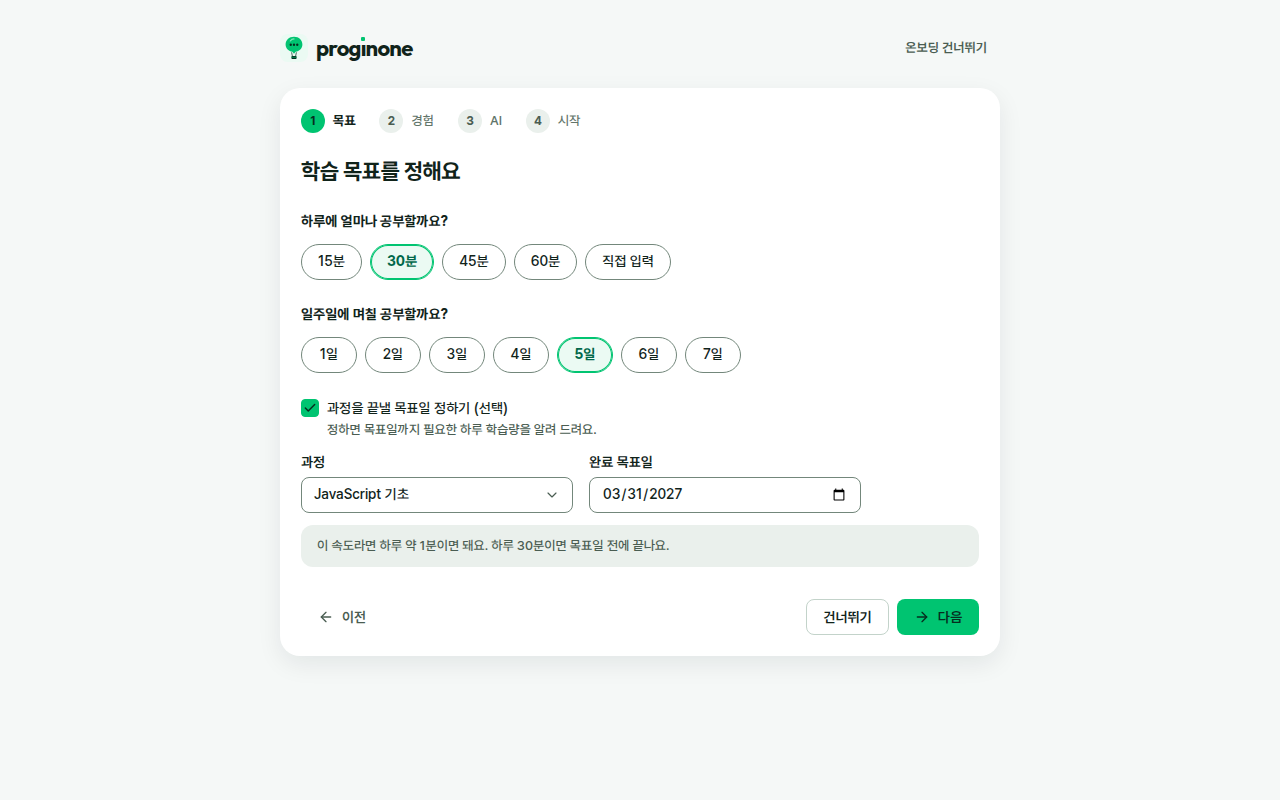 proginone
온보딩 건너뛰기
1 목표 2 경험 3 AI 4 시작
학습 목표를 정해요
하루에 얼마나 공부할까요?
15분 30분 45분 60분 직접 입력
일주일에 며칠 공부할까요?
1일 2일 3일 4일 5일 6일 7일
과정을 끝낼 목표일 정하기 (선택)
정하면 목표일까지 필요한 하루 학습량을 알려 드려요.
과정 완료 목표일
JavaScript 기초 03/31/2027
이 속도라면 하루 약 1분이면 돼요. 하루 30분이면 목표일 전에 끝나요.
이전 건너뛰기 다음